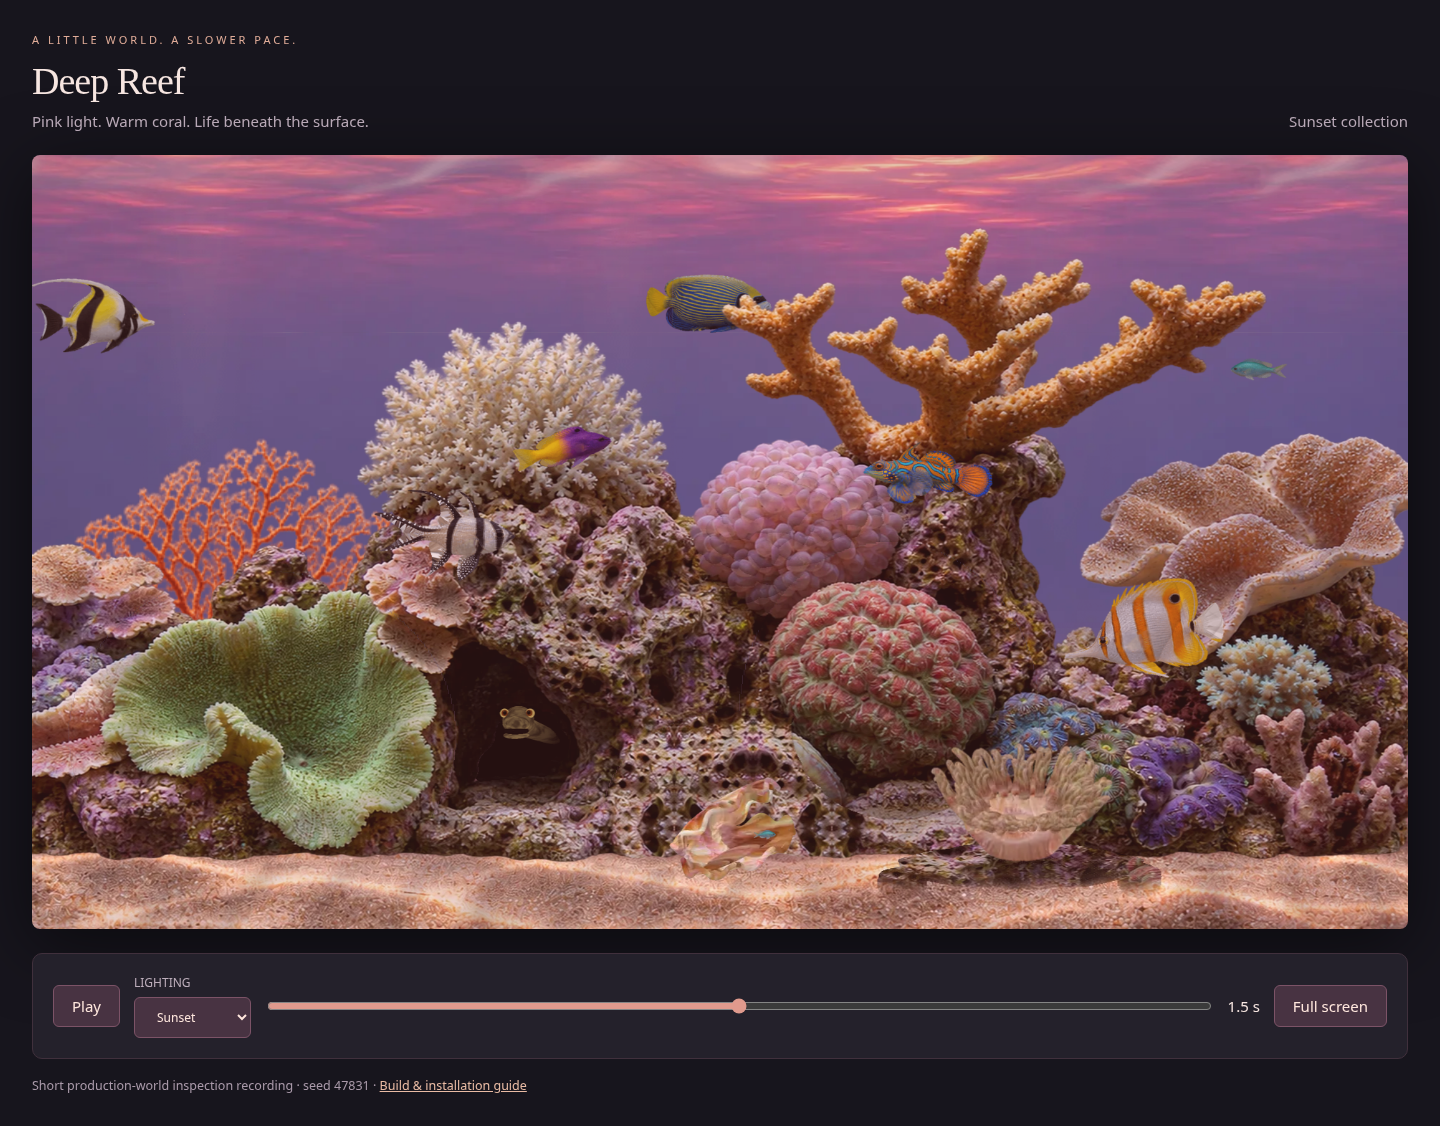 A LITTLE WORLD. A SLOWER PACE.
Deep Reef
Pink light. Warm coral. Life beneath the surface.
Sunset collection
Play
LIGHTING
Sunset
1.5 s
Full screen
Short production-world inspection recording · seed 47831 · Build & installation guide